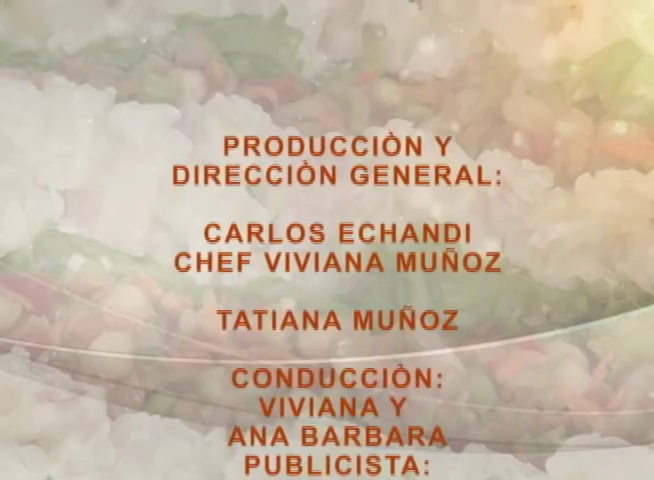 PRODUCCIÒN Y
DIRECCIÒN GENERAL:
CARLOS ECHANDI
CHEF VIVIANA MUÑOZ
TATIANA MUÑOZ
CONDUCCIÒN:
VIVIANA Y
ANA BARBARA
PUBLICISTA: